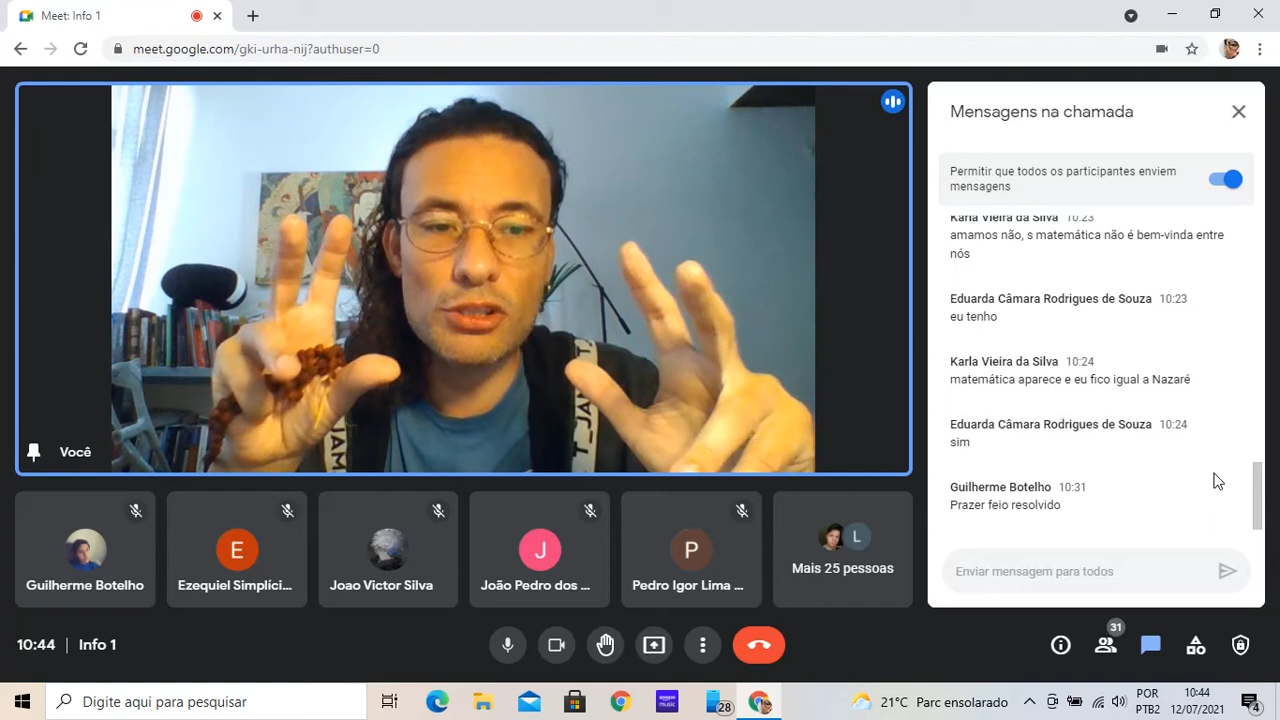 Meet: Info 1
meet.google.com/gki-urha-nij?authuser=0
Você
T_JAM
JAM
Guilherme Botelho
E
Ezequiel Simplíci...
Joao Victor Silva
J
João Pedro dos ...
P
Pedro Igor Lima ...
L
Mais 25 pessoas
Mensagens na chamada
Permitir que todos os participantes enviem
mensagens
Karla Vieira da Silva 10:23
amamos não, s matemática não é bem-vinda entre
nós
Eduarda Câmara Rodrigues de Souza 10:23
eu tenho
Karla Vieira da Silva 10:24
matemática aparece e eu fico igual a Nazaré
Eduarda Câmara Rodrigues de Souza 10:24
sim
Guilherme Botelho 10:31
Prazer feio resolvido
Enviar mensagem para todos
10:44 | Info 1
31
Digite aqui para pesquisar
music
28
21°C Parc ensolarado
POR
PTB2
10:44
12/07/2021
4